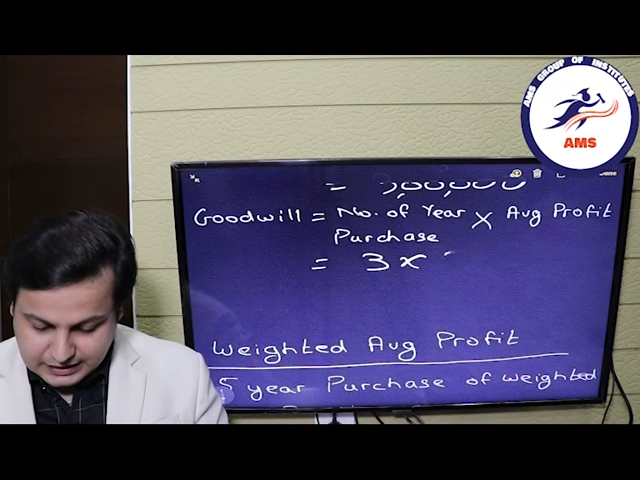 AMS GROUP OF INSTITUTES
AMS
Goodwill = No. of Year X Avg Profit
Purchase
= 3 x
Weighted Avg Profit
5 year Purchase of weighted
AMS